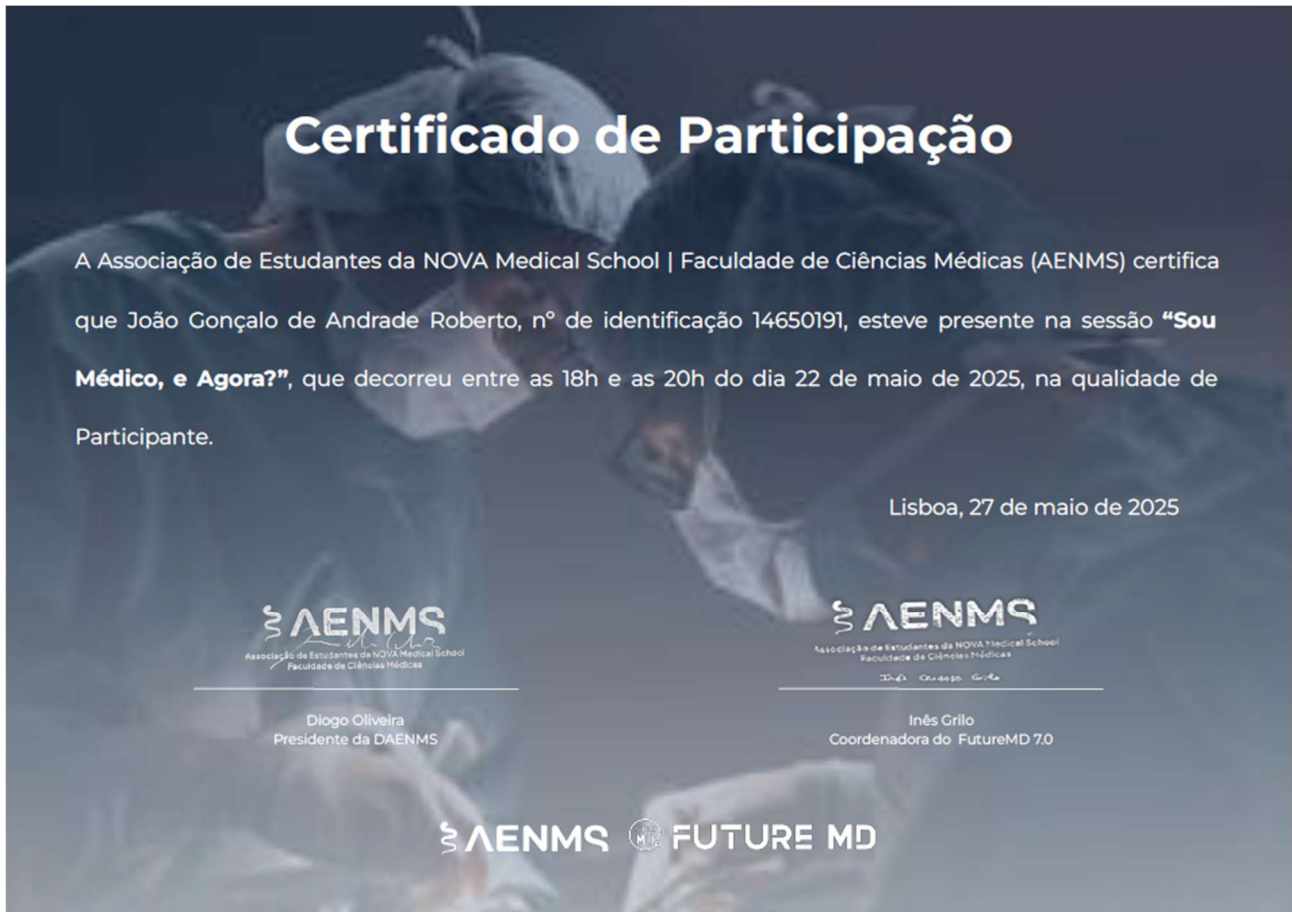 Certificado de Participação
A Associação de Estudantes da NOVA Medical School | Faculdade de Ciências Médicas (AENMS) certifica
que João Gonçalo de Andrade Roberto, nº de identificação 14650191, esteve presente na sessão “Sou
Médico, e Agora?”, que decorreu entre as 18h e as 20h do dia 22 de maio de 2025, na qualidade de
Participante.
Lisboa, 27 de maio de 2025
AENMS
Associação de Estudantes da NOVA Medical School
Faculdade de Ciências Médicas
Diogo Oliveira
Presidente da DAENMS
AENMS
Associação de Estudantes da NOVA Medical School
Faculdade de Ciências Médicas
Inês Cardoso Grilo
Inês Grilo
Coordenadora do FutureMD 7.0
AENMS FUTURE MD